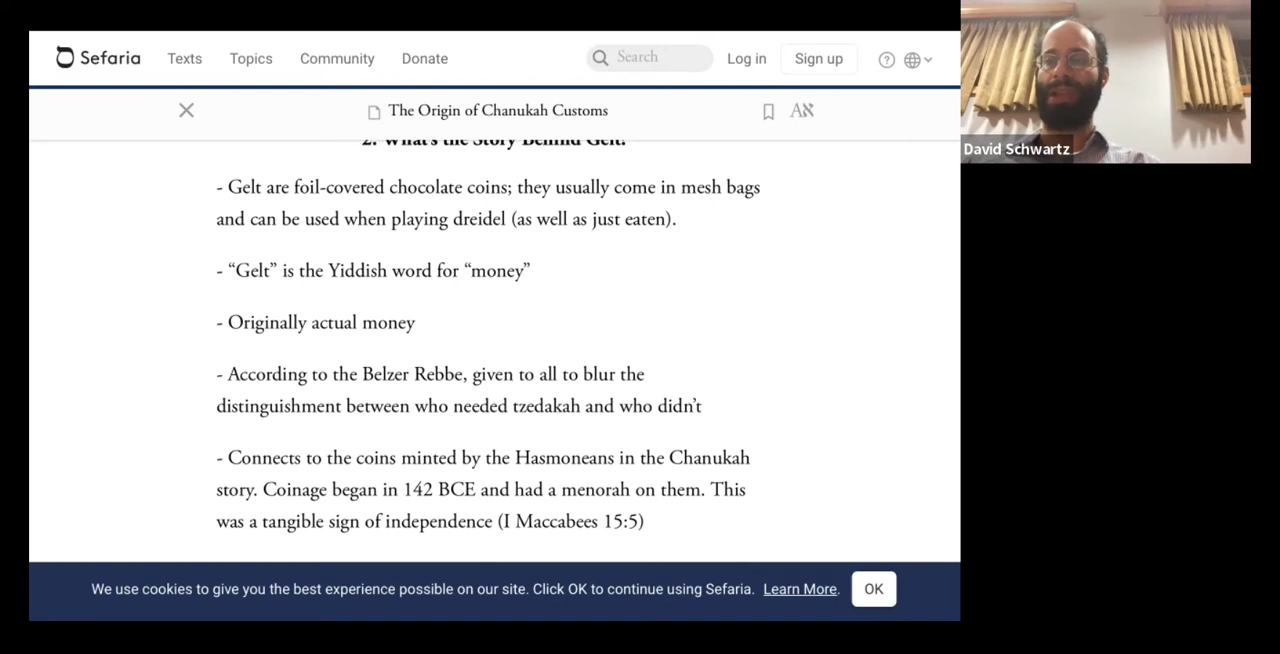 Sefaria Texts Topics Community Donate Search Log in Sign up
The Origin of Chanukah Customs
2. What's the Story Behind Gelt?
- Gelt are foil-covered chocolate coins; they usually come in mesh bags
and can be used when playing dreidel (as well as just eaten).
- “Gelt” is the Yiddish word for “money”
- Originally actual money
- According to the Belzer Rebbe, given to all to blur the
distinguishment between who needed tzedakah and who didn’t
- Connects to the coins minted by the Hasmoneans in the Chanukah
story. Coinage began in 142 BCE and had a menorah on them. This
was a tangible sign of independence (I Maccabees 15:5)
We use cookies to give you the best experience possible on our site. Click OK to continue using Sefaria. Learn More. OK
David Schwartz